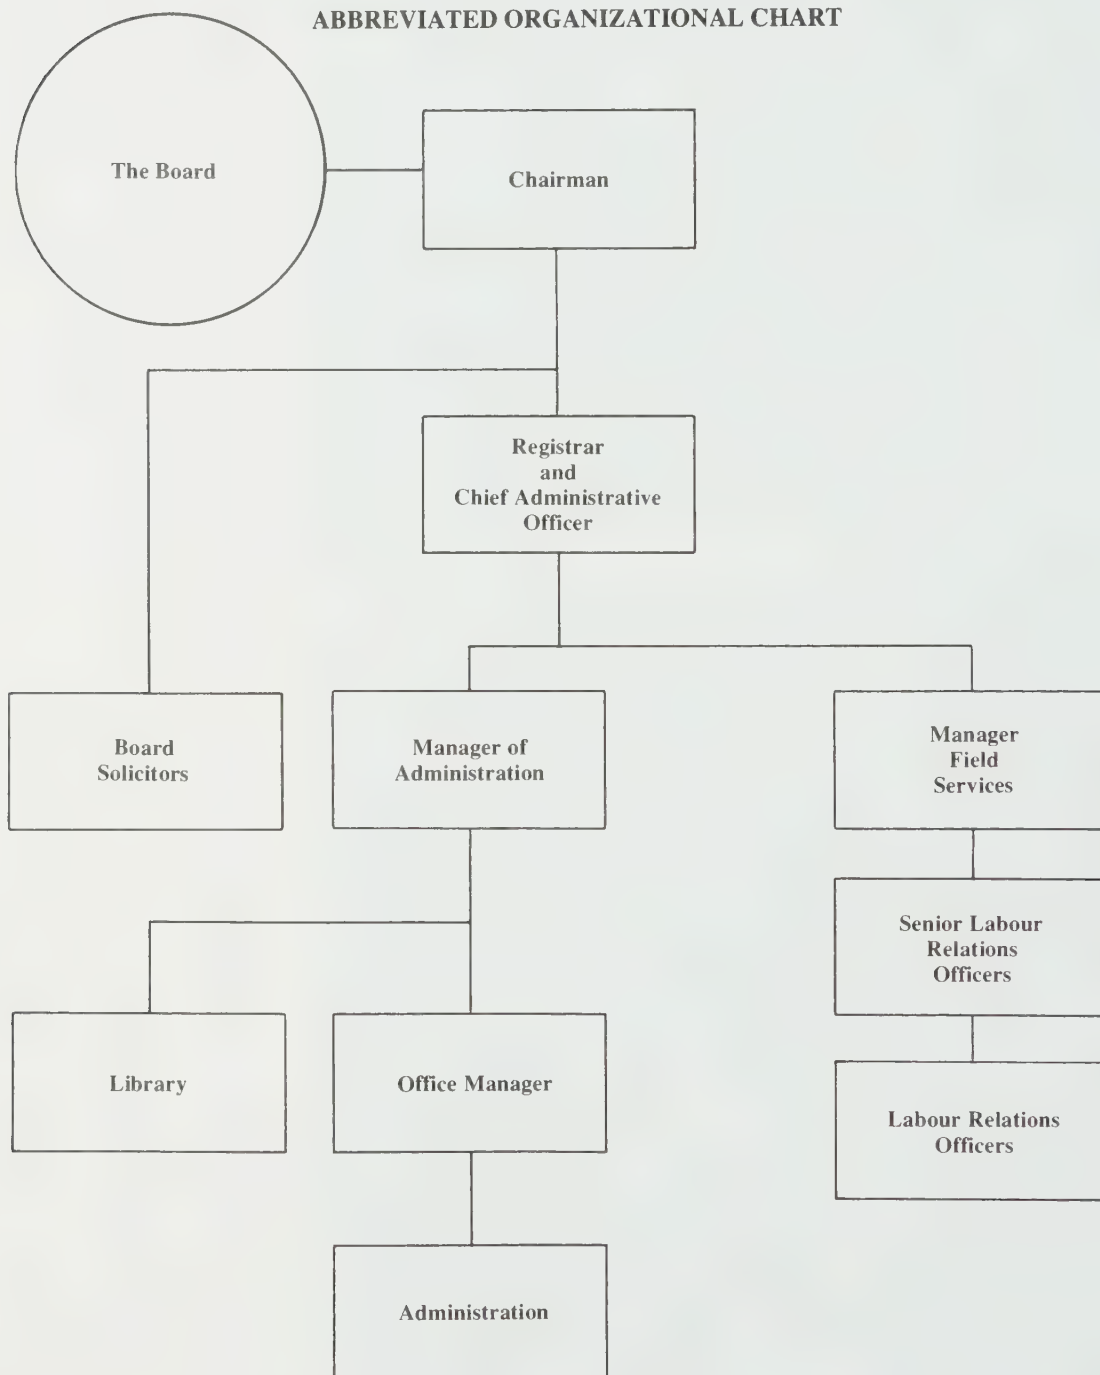 ABBREVIATED ORGANIZATIONAL CHART
The Board
Chairman
Registrar
and
Chief Administrative
Officer
Board
Solicitors
Manager of
Administration
Manager
Field
Services
Senior Labour
Relations
Officers
Library
Office Manager
Labour Relations
Officers
Administration